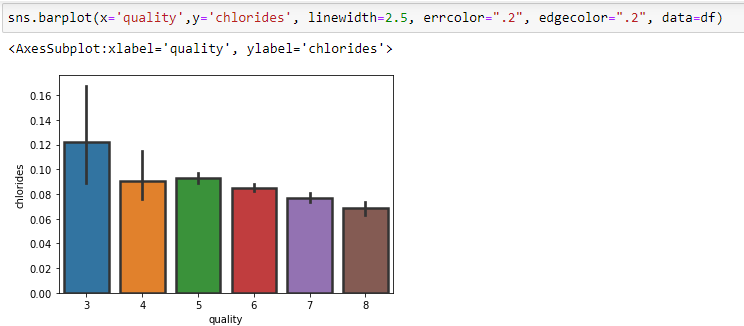 sns.barplot(x='quality',y='chlorides', linewidth=2.5, errcolor=".2", edgecolor=".2", data=df)
<AxesSubplot:xlabel='quality', ylabel='chlorides'>
0.16
0.14
0.12
0.10
0.08
0.06
0.04
0.02
0.00
chlorides
3 4 5 6 7 8
quality